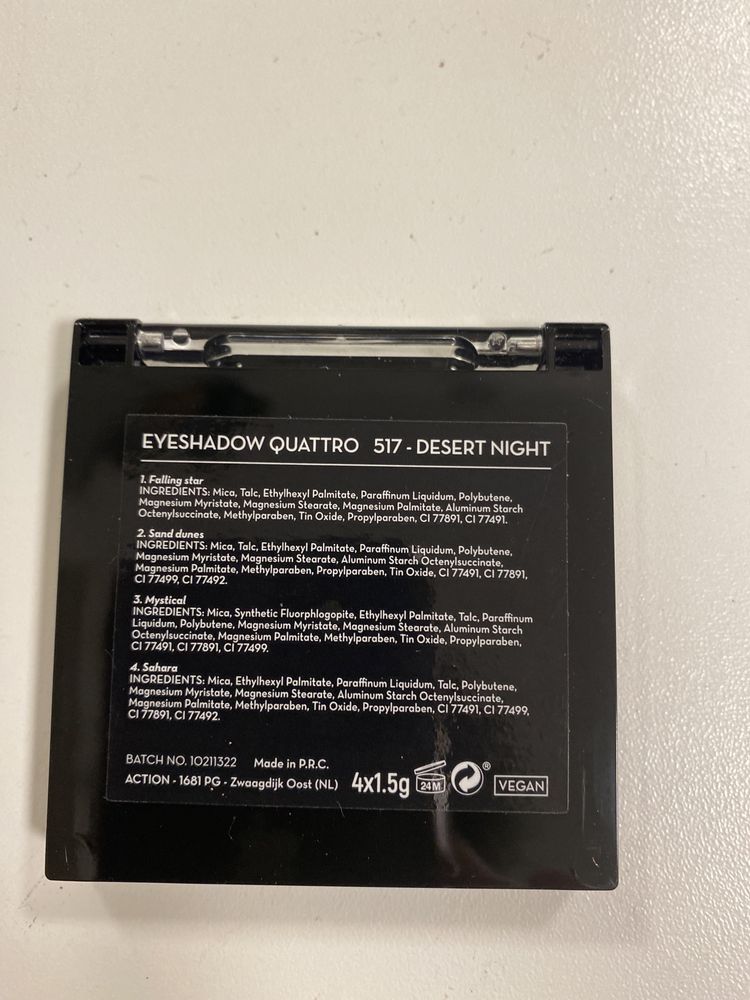 EYESHADOW QUATTRO 517 - DESERT NIGHT
1. Falling star
INGREDIENTS: Mica, Talc, Ethylhexyl Palmitate, Paraffinum Liquidum, Polybutene,
Magnesium Myristate, Magnesium Stearate, Magnesium Palmitate, Aluminum Starch
Octenylsuccinate, Methylparaben, Tin Oxide, Propylparaben, CI 77891, CI 77491.
2. Sand dunes
INGREDIENTS: Mica, Talc, Ethylhexyl Palmitate, Paraffinum Liquidum, Polybutene,
Magnesium Myristate, Magnesium Stearate, Aluminum Starch Octenylsuccinate,
Magnesium Palmitate, Methylparaben, Propylparaben, Tin Oxide, CI 77491, CI 77891,
CI 77499, CI 77492.
3. Mystical
INGREDIENTS: Mica, Synthetic Fluorphlogopite, Ethylhexyl Palmitate, Talc, Paraffinum
Liquidum, Polybutene, Magnesium Myristate, Magnesium Stearate, Aluminum Starch
Octenylsuccinate, Magnesium Palmitate, Methylparaben, Tin Oxide, Propylparaben,
CI 77491, CI 77891, CI 77499.
4. Sahara
INGREDIENTS: Mica, Ethylhexyl Palmitate, Paraffinum Liquidum, Talc, Polybutene,
Magnesium Myristate, Magnesium Stearate, Aluminum Starch Octenylsuccinate,
Magnesium Palmitate, Methylparaben, Tin Oxide, Propylparaben, CI 77491, CI 77499,
CI 77891, CI 77492.
BATCH NO. 10211322 Made in P.R.C.
ACTION - 1681 PG - Zwaagdijk Oost (NL) 4x1.5g 24M ® VEGAN